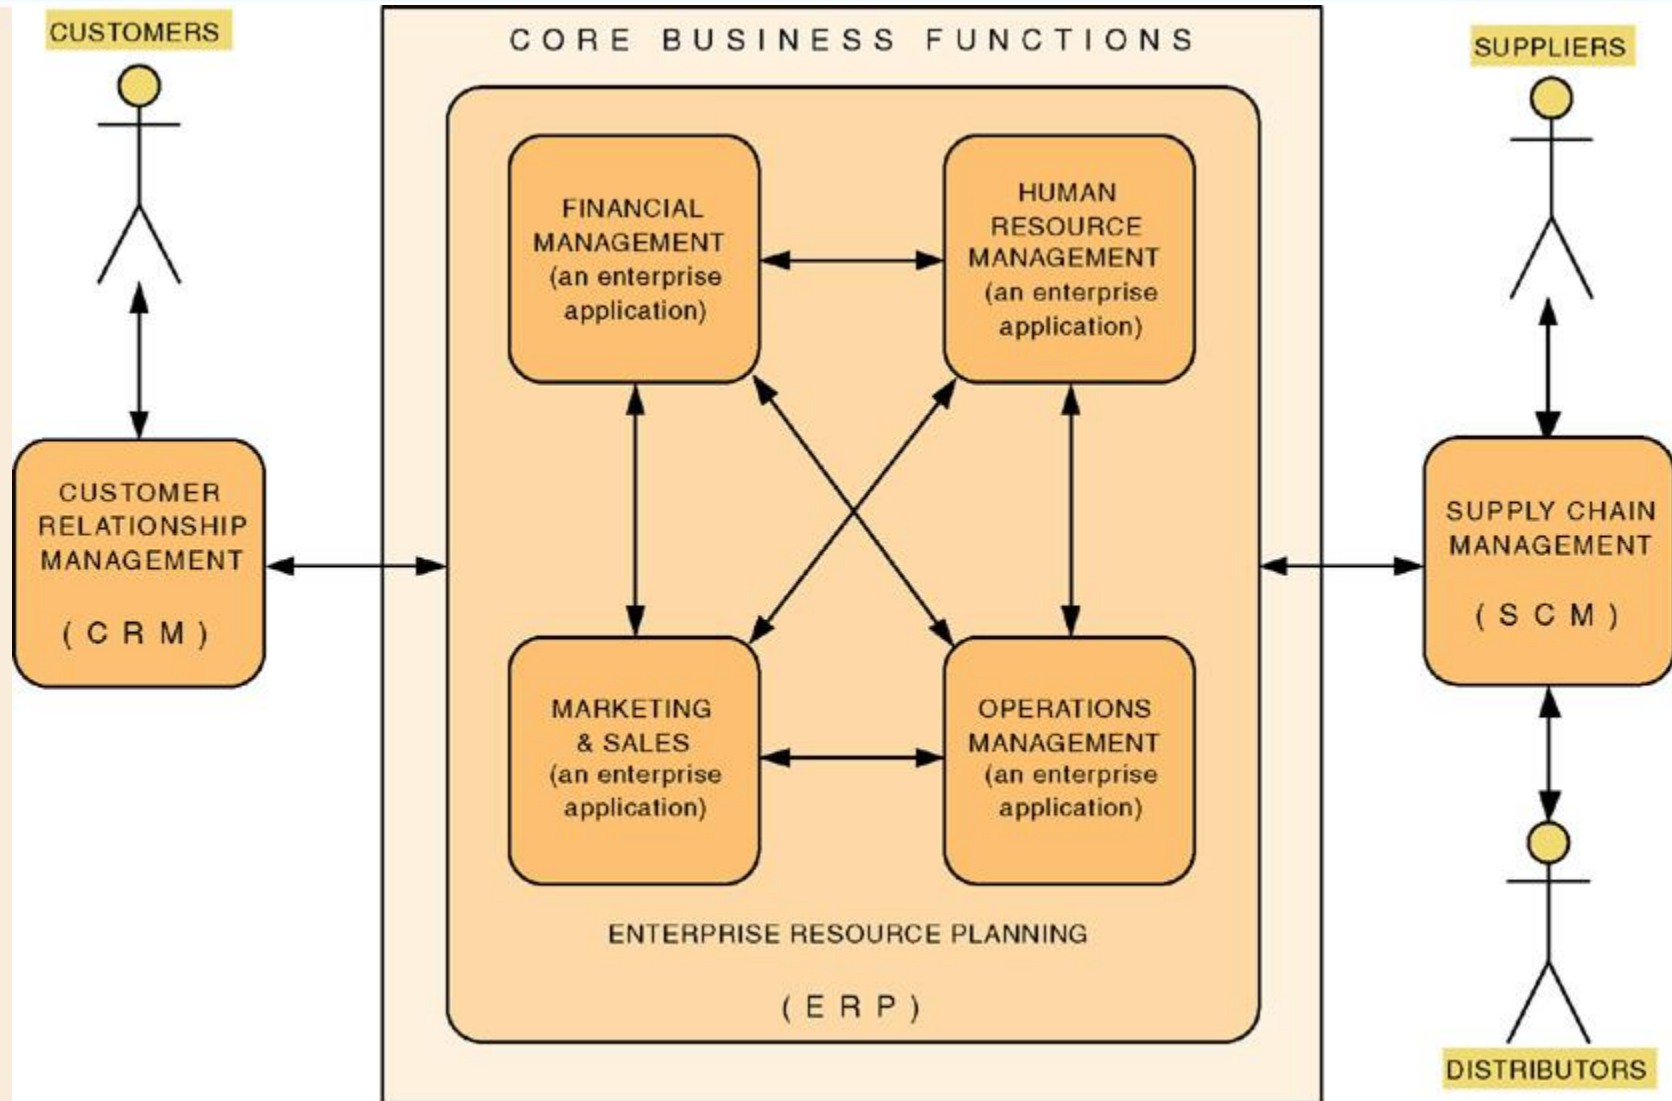 CUSTOMERS
CORE BUSINESS FUNCTIONS
SUPPLIERS
FINANCIAL
MANAGEMENT
(an enterprise
application)
HUMAN
RESOURCE
MANAGEMENT
(an enterprise
application)
CUSTOMER
RELATIONSHIP
MANAGEMENT
(CRM)
SUPPLY CHAIN
MANAGEMENT
(SCM)
MARKETING
& SALES
(an enterprise
application)
OPERATIONS
MANAGEMENT
(an enterprise
application)
ENTERPRISE RESOURCE PLANNING
(ERP)
DISTRIBUTORS